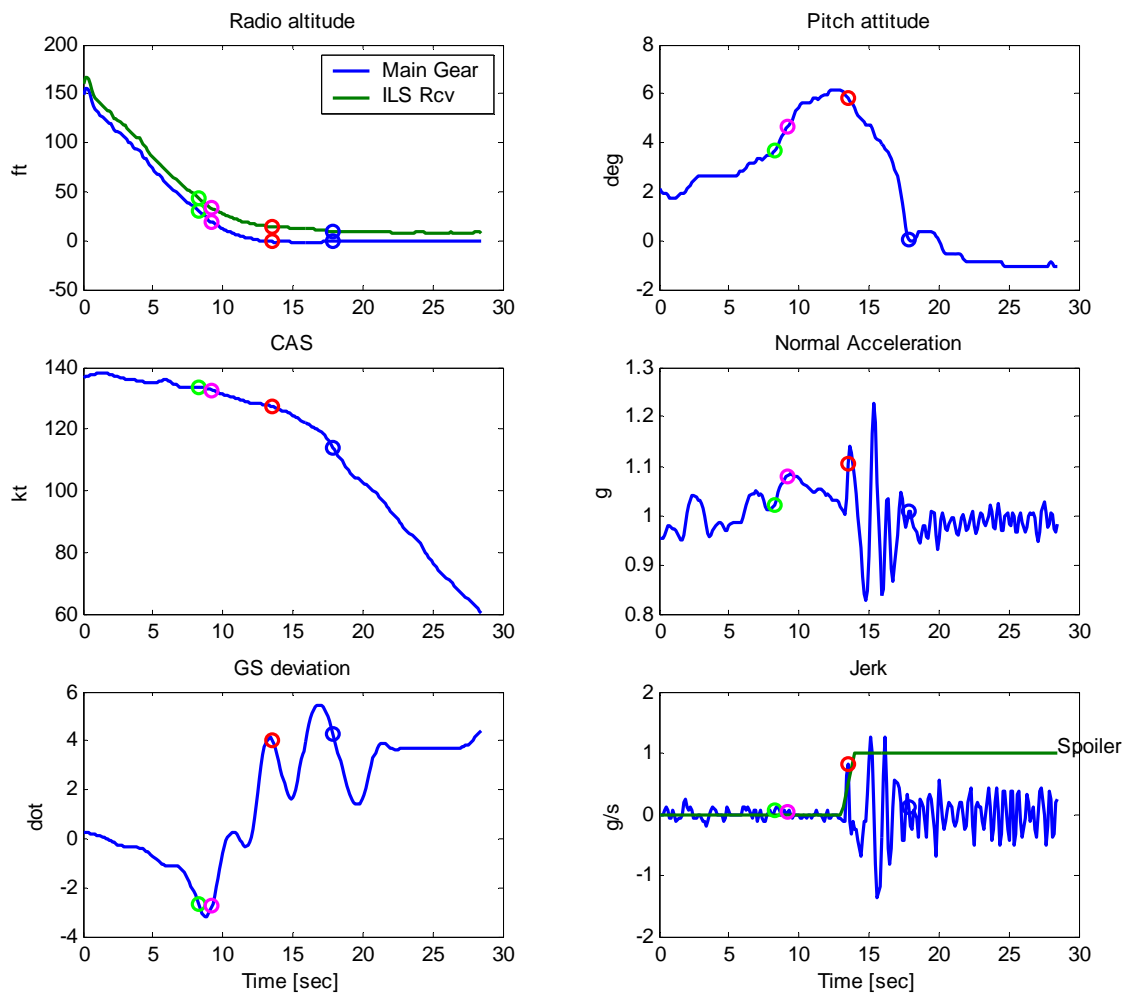 Radio altitude
200
150
100
50
0
-50
ft
Main Gear
ILS Rcv
0 5 10 15 20 25 30
Pitch attitude
8
6
4
2
0
-2
deg
0 5 10 15 20 25 30
CAS
140
120
100
80
60
kt
0 5 10 15 20 25 30
Normal Acceleration
1.3
1.2
1.1
1
0.9
0.8
g
0 5 10 15 20 25 30
GS deviation
6
4
2
0
-2
-4
dot
0 5 10 15 20 25 30
Time [sec]
Jerk
2
1
0
-1
-2
g/s
Spoiler
0 5 10 15 20 25 30
Time [sec]